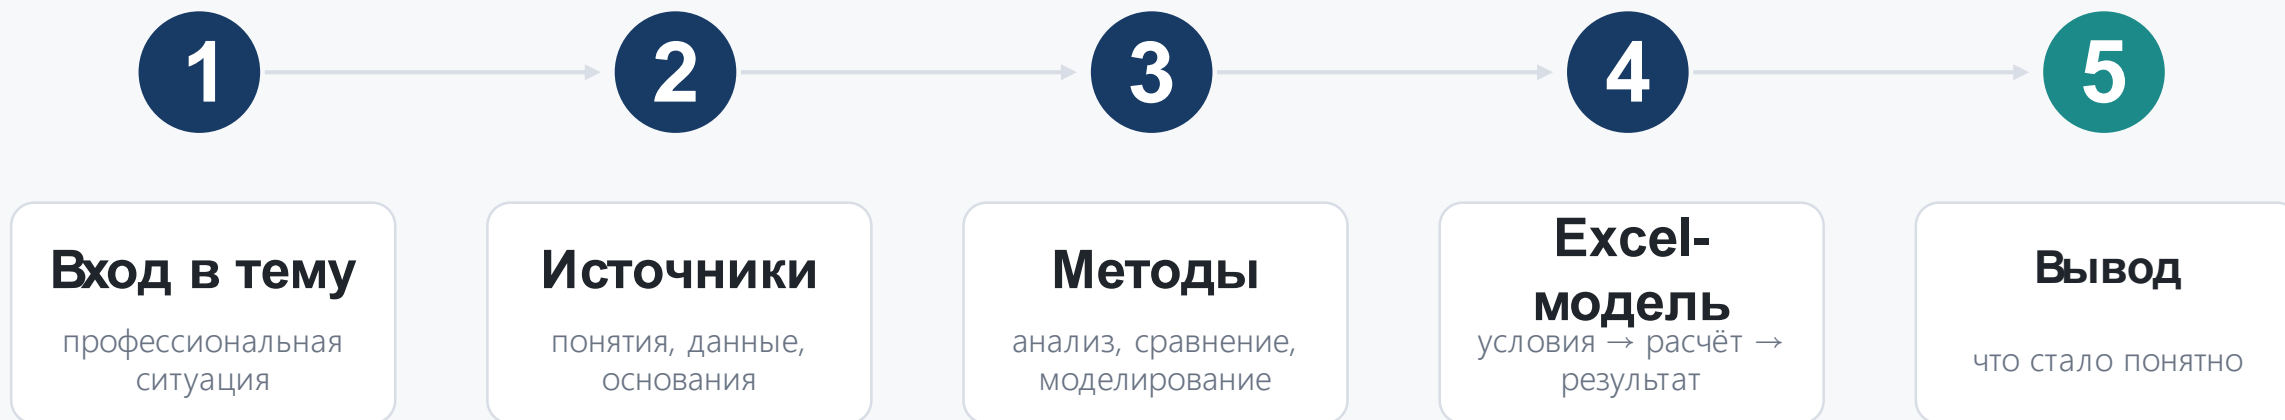 1
2
3
4
5
Вход в тему
профессиональная
ситуация
Источники
понятия, данные,
основания
Методы
анализ, сравнение,
моделирование
Excel-
модель
условия → расчёт →
результат
Вывод
что стало понятно